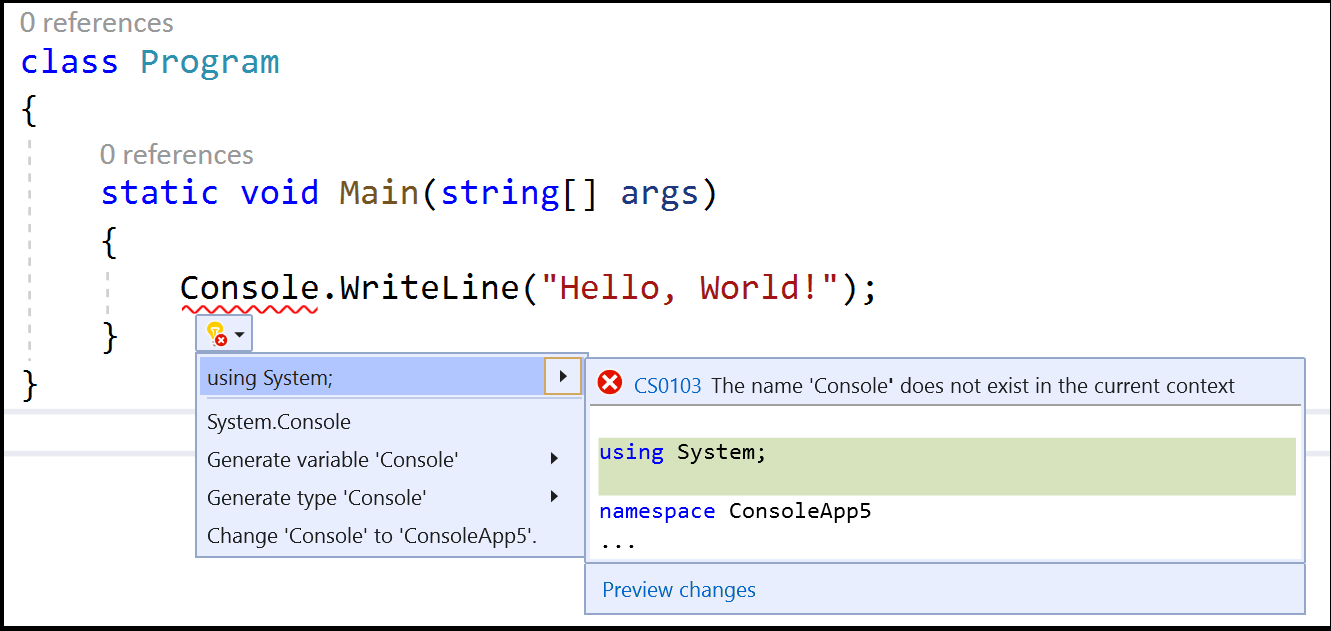 0 references
class Program
{
0 references
static void Main(string[] args)
{
Console.WriteLine("Hello, World!");
}
}
using System;
System.Console
Generate variable 'Console'
Generate type 'Console'
Change 'Console' to 'ConsoleApp5'.
CS0103 The name 'Console' does not exist in the current context
using System;
namespace ConsoleApp5
...
Preview changes